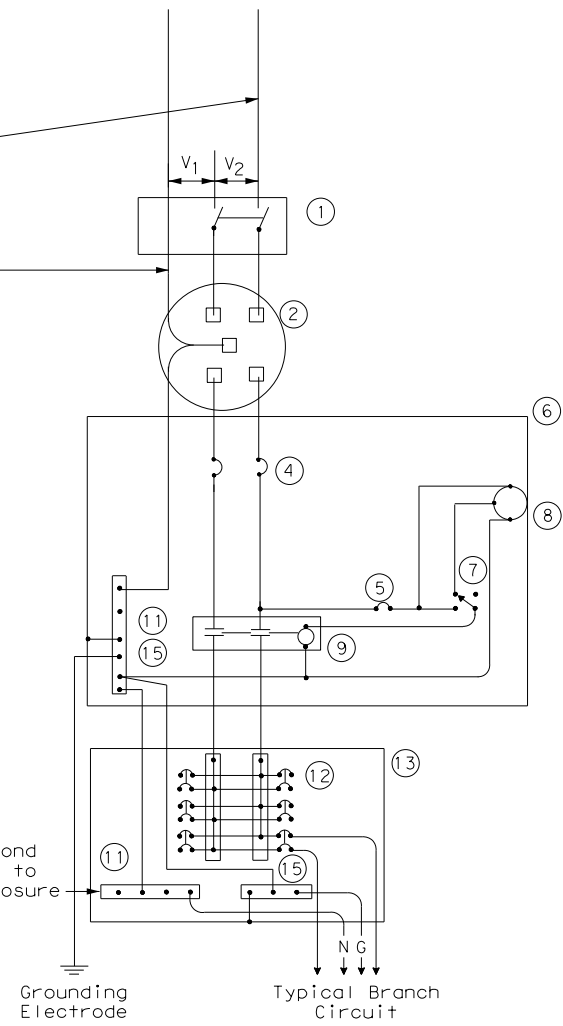 V1
V2
1
2
6
4
8
5
7
11
15
9
13
12
11
15
ond
to
osure
N G
Grounding
Electrode
Typical Branch
Circuit